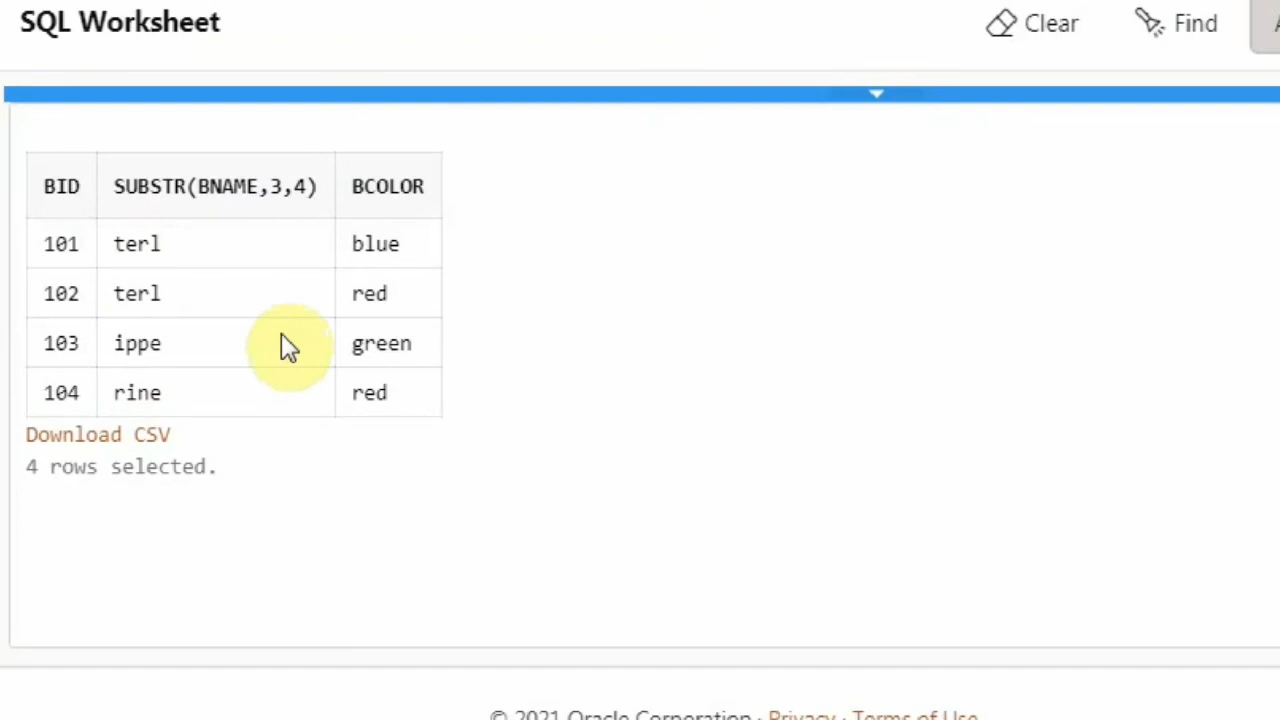 SQL Worksheet Clear Find
BID SUBSTR(BNAME,3,4) BCOLOR
101 terl blue
102 terl red
103 ippe green
104 rine red
Download CSV
4 rows selected.
© 2021 Oracle Corporation · Privacy · Terms of Use